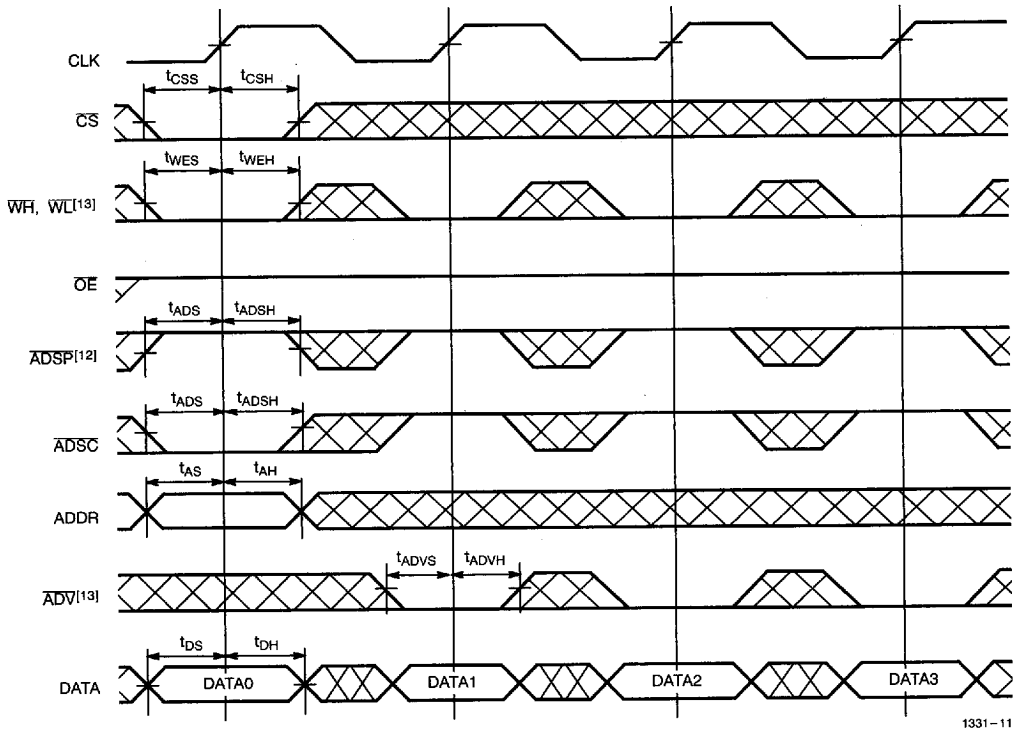 CLK
tCSS tCSH
CS
tWES tWEH
WH, WL[13]
OE
tADS tADSH
ADSP[12]
tADS tADSH
ADSC
tAS tAH
ADDR
tADVS tADVH
ADV[13]
tDS tDH
DATA DATA0 DATA1 DATA2 DATA3
1331-11